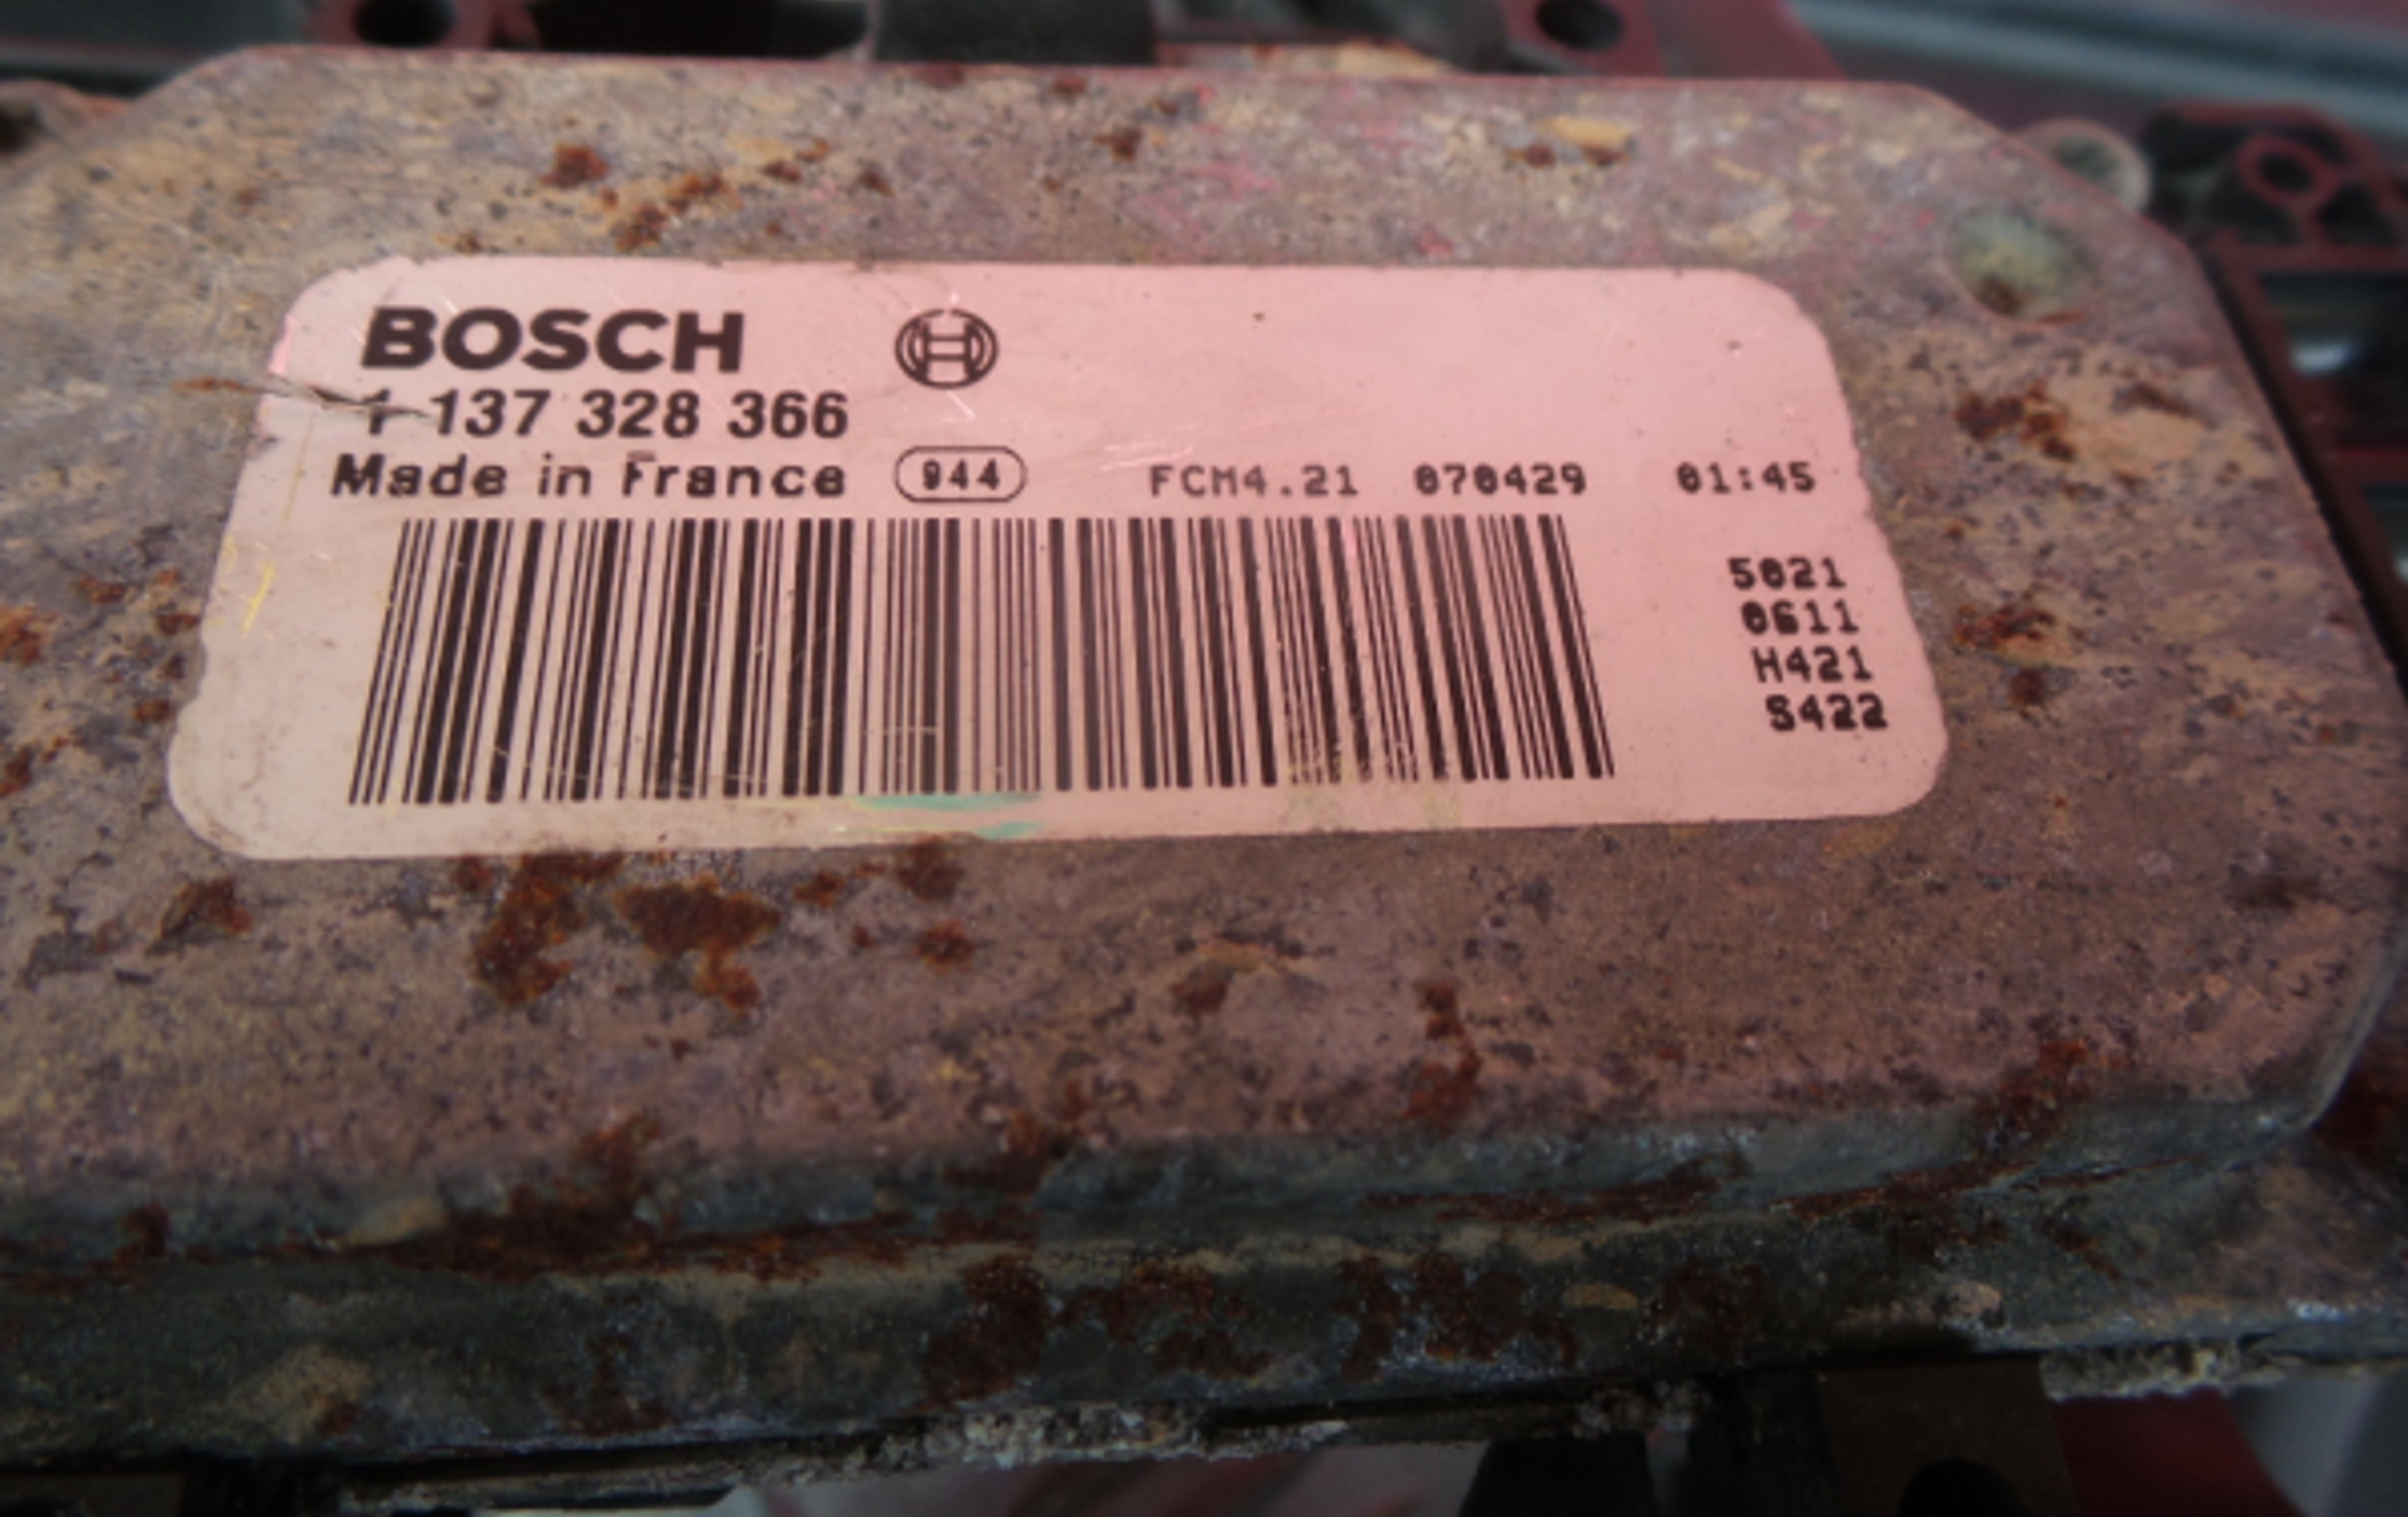 BOSCH
1 137 328 366
Made in France 944 FCM4.21 070429 01:45
5021
0611
H421
S422